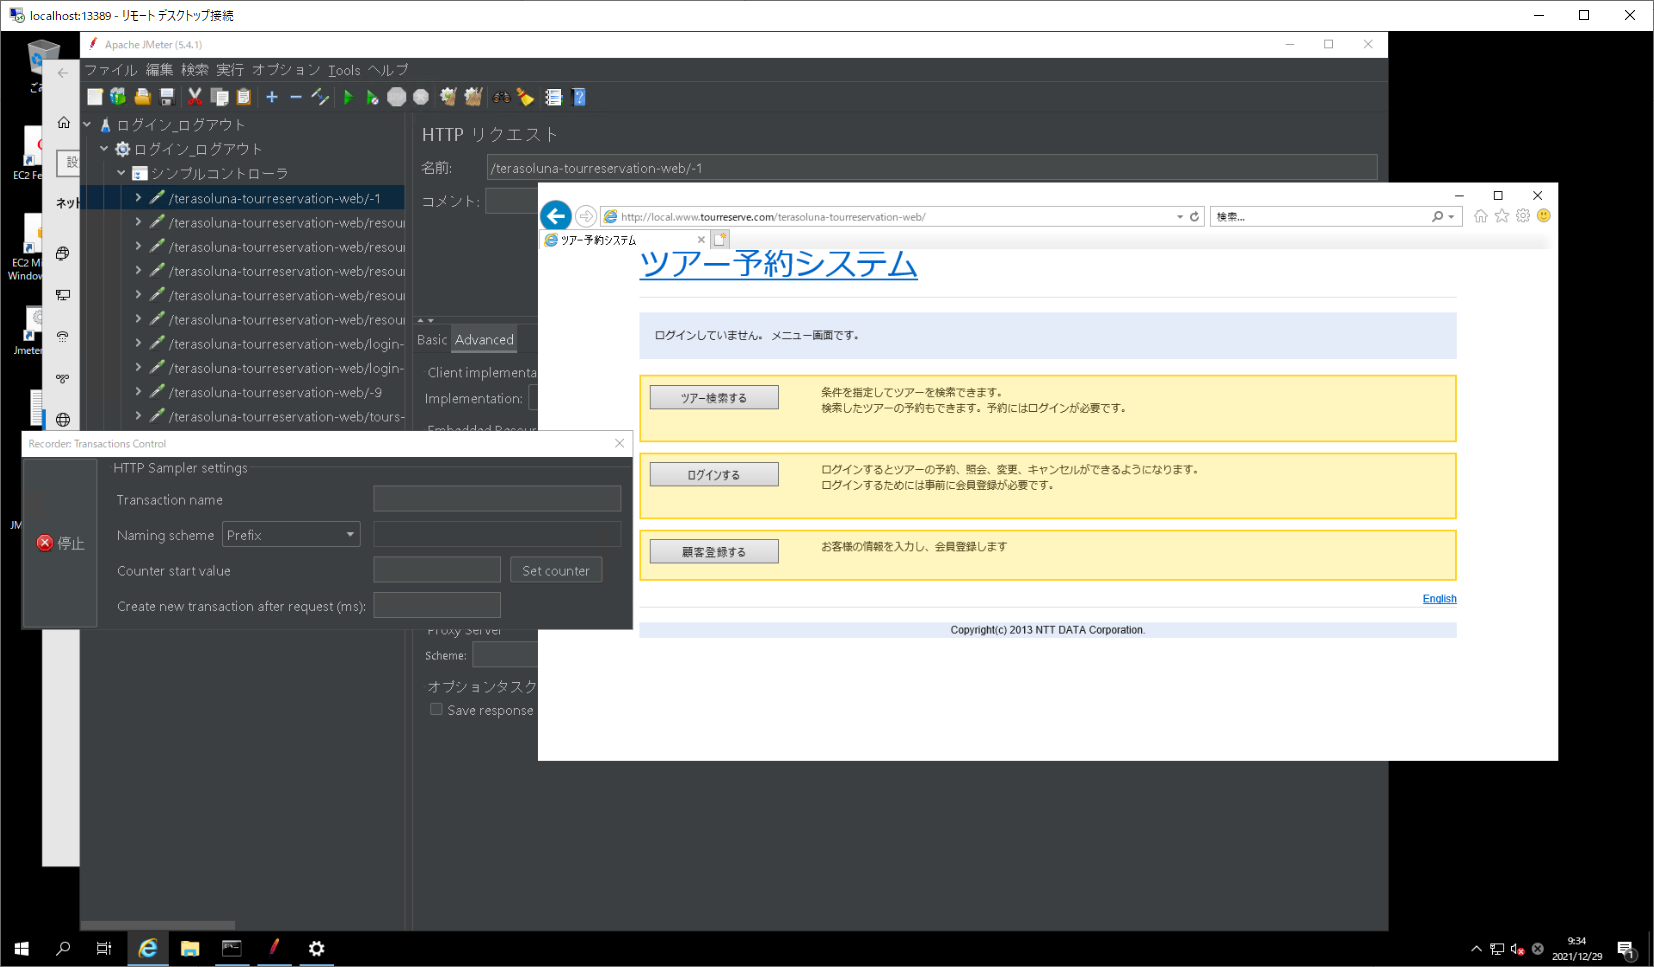 localhost:13389 - リモート デスクトップ接続
Apache JMeter (5.4.1)
ファイル 編集 検索 実行 オプション Tools ヘルプ
ログイン_ログアウト
ログイン_ログアウト
シンプルコントローラ
/terasoluna-tourreservation-web/-1
/terasoluna-tourreservation-web/resour
/terasoluna-tourreservation-web/resour
/terasoluna-tourreservation-web/resour
/terasoluna-tourreservation-web/resour
/terasoluna-tourreservation-web/resour
/terasoluna-tourreservation-web/login-
/terasoluna-tourreservation-web/login-
/terasoluna-tourreservation-web/-9
/terasoluna-tourreservation-web/tours-
EC2 Fe
EC2 Mi
Window
Jmeter
JM
設
ネット
HTTP リクエスト
名前: /terasoluna-tourreservation-web/-1
コメント:
Basic Advanced
Client implementa
Implementation:
Proxy Server
Scheme:
オプションタスク
Save response
Recorder: Transactions Control
停止
HTTP Sampler settings
Transaction name
Naming scheme Prefix
Counter start value Set counter
Create new transaction after request (ms):
http://local.www.tourreserve.com/terasoluna-tourreservation-web/
検索...
ツアー予約システム
ツアー予約システム
ログインしていません。 メニュー画面です。
ツアー検索する
条件を指定してツアーを検索できます。
検索したツアーの予約もできます。予約にはログインが必要です。
ログインする
ログインするとツアーの予約、照会、変更、キャンセルができるようになります。
ログインするためには事前に会員登録が必要です。
顧客登録する
お客様の情報を入力し、会員登録します
English
Copyright(c) 2013 NTT DATA Corporation.
9:34
2021/12/29
1